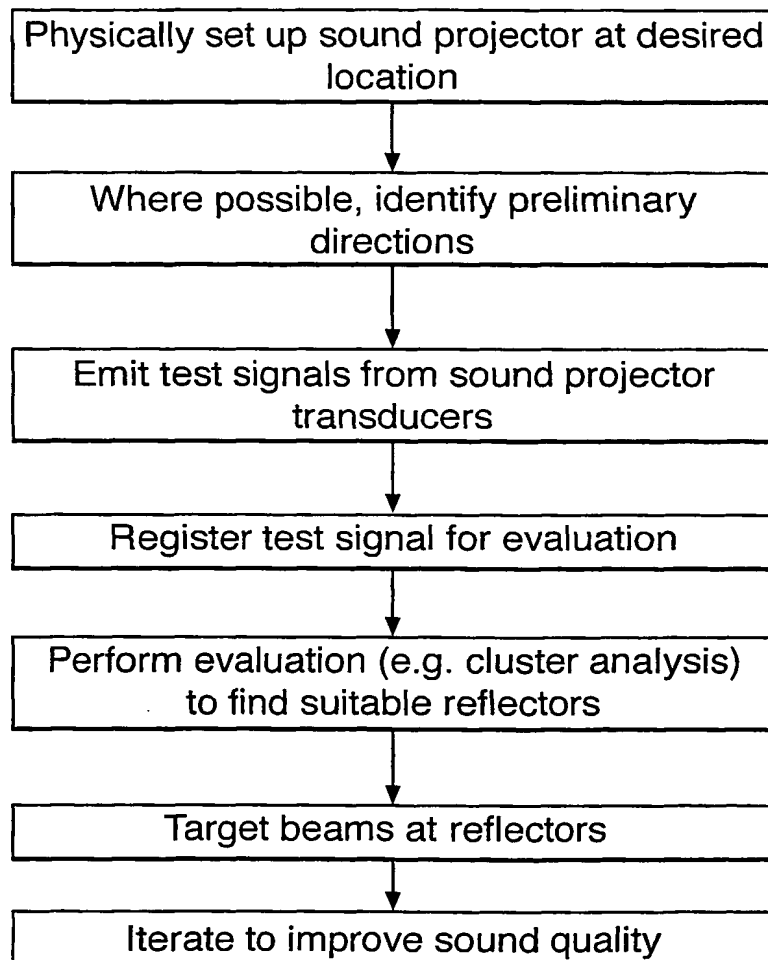 Physically set up sound projector at desired
location
Where possible, identify preliminary
directions
Emit test signals from sound projector
transducers
Register test signal for evaluation
Perform evaluation (e.g. cluster analysis)
to find suitable reflectors
Target beams at reflectors
Iterate to improve sound quality